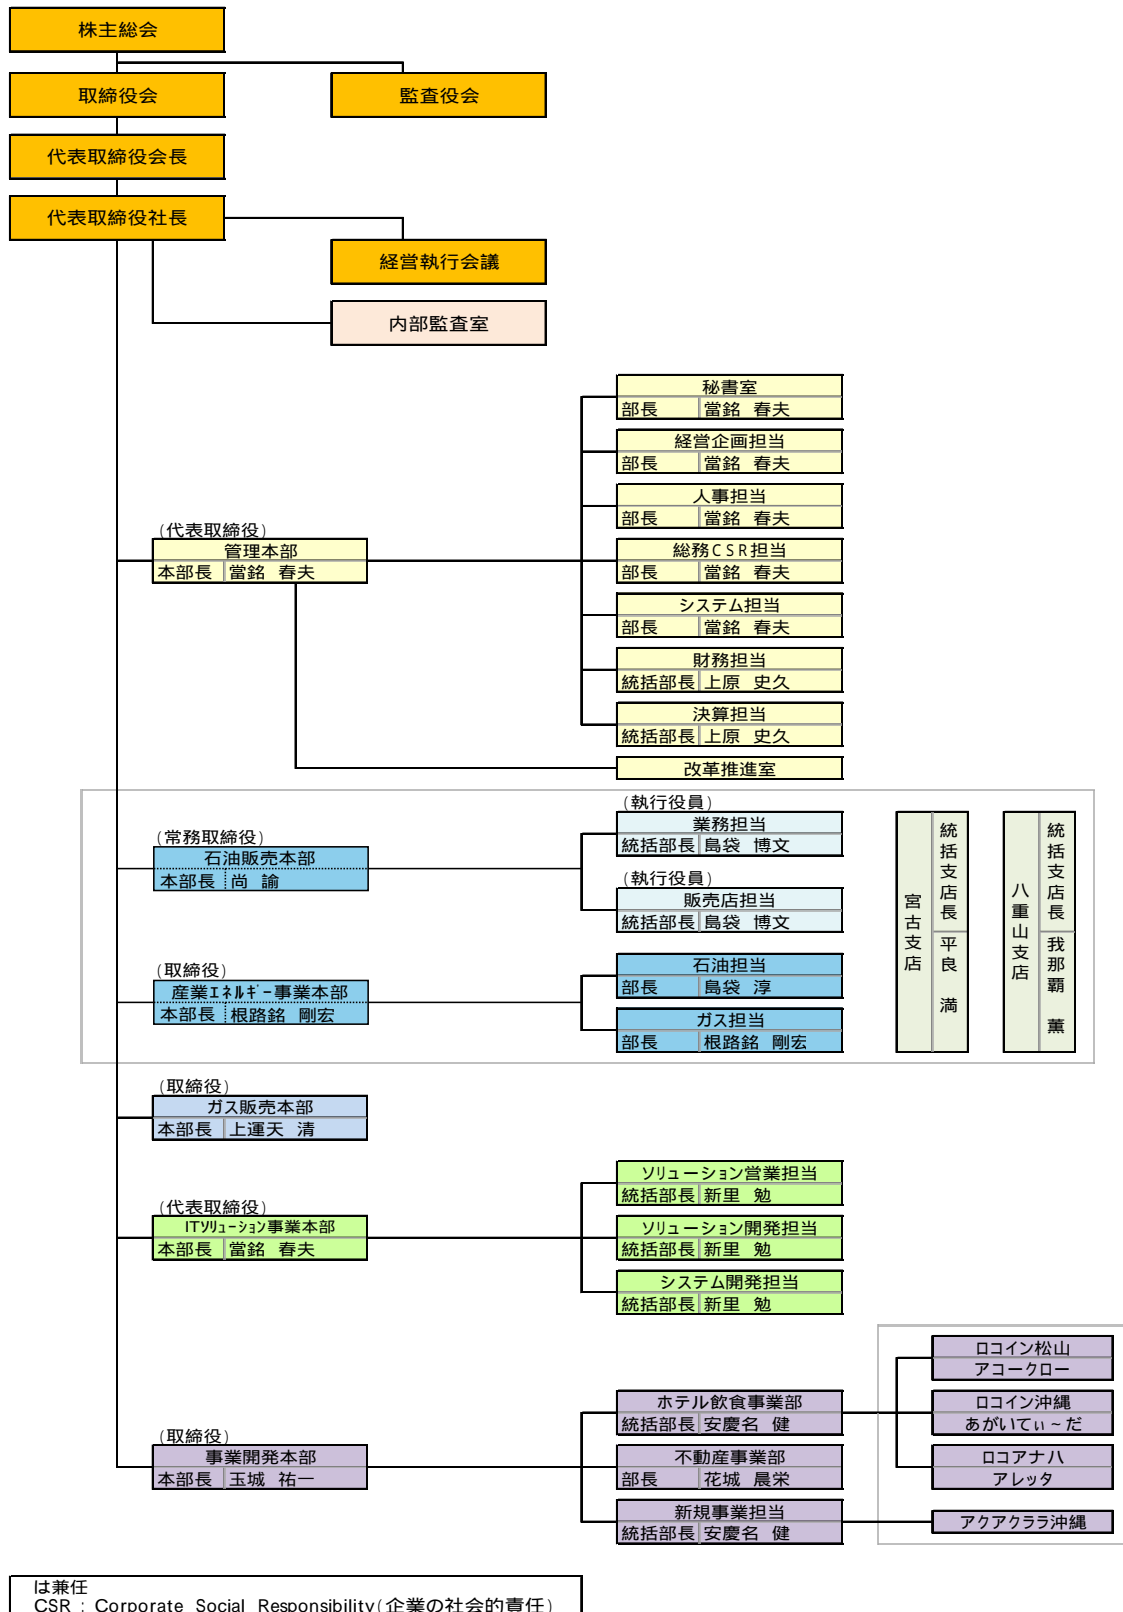 株主総会
取締役会
監査役会
代表取締役会長
代表取締役社長
経営執行会議
内部監査室
秘書室
部長 當銘 春夫
経営企画担当
部長 當銘 春夫
人事担当
部長 當銘 春夫
(代表取締役)
管理本部
本部長 當銘 春夫
総務CSR担当
部長 當銘 春夫
システム担当
部長 當銘 春夫
財務担当
統括部長 上原 史久
決算担当
統括部長 上原 史久
改革推進室
(常務取締役)
石油販売本部
本部長 尚 諭
(執行役員)
業務担当
統括部長 島袋 博文
(執行役員)
販売店担当
統括部長 島袋 博文
(取締役)
産業エネルギー事業本部
本部長 根路銘 剛宏
石油担当
部長 島袋 淳
ガス担当
部長 根路銘 剛宏
宮古支店
統括支店長 平良 満
八重山支店
統括支店長 我那覇 薫
(取締役)
ガス販売本部
本部長 上運天 清
(代表取締役)
ITソリューション事業本部
本部長 當銘 春夫
ソリューション営業担当
統括部長 新里 勉
ソリューション開発担当
統括部長 新里 勉
システム開発担当
統括部長 新里 勉
(取締役)
事業開発本部
本部長 玉城 祐一
ホテル飲食事業部
統括部長 安慶名 健
不動産事業部
部長 花城 晨栄
新規事業担当
統括部長 安慶名 健
ロコイン松山
アコークロー
ロコイン沖縄
あがいてぃ~だ
ロコアナハ
アレッタ
アクアクララ沖縄
は兼任
CSR : Corporate Social Responsibility(企業の社会的責任)